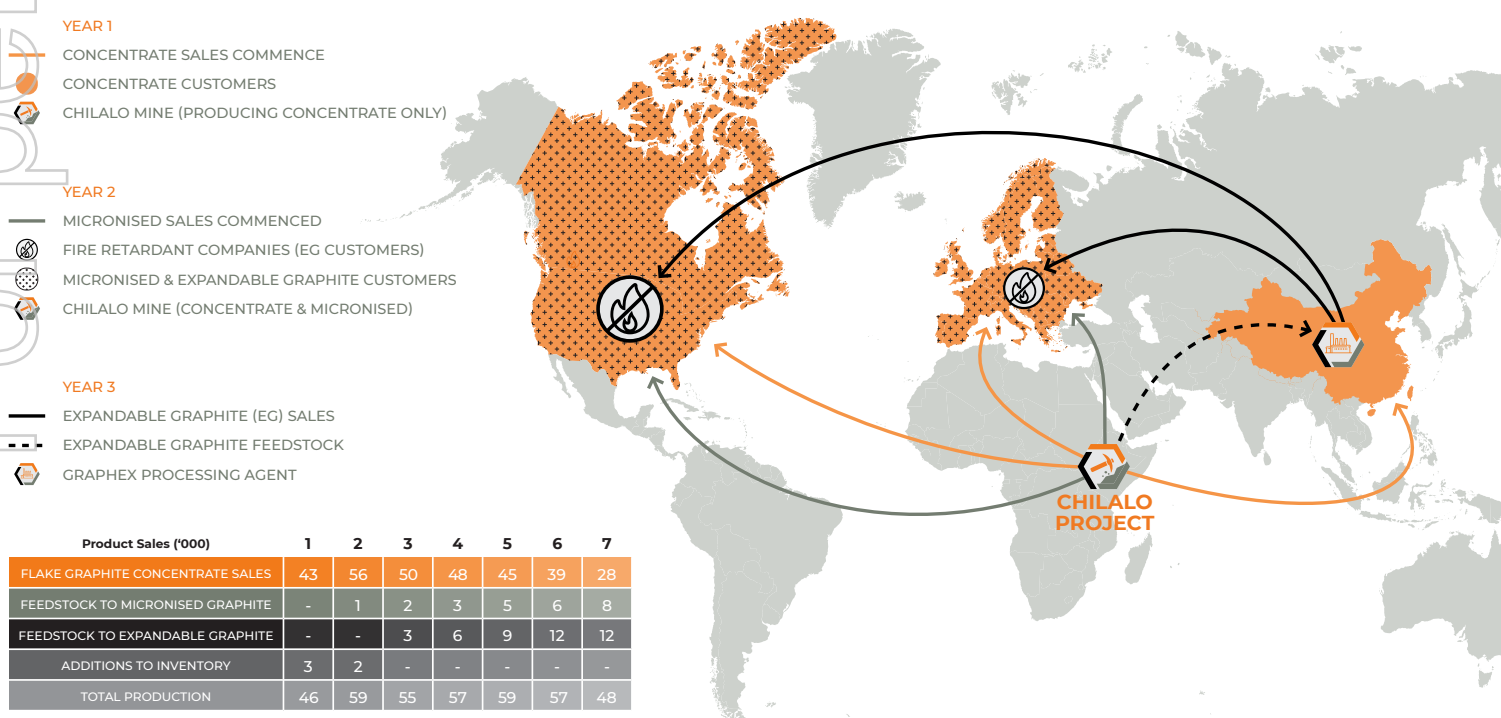 YEAR 1
CONCENTRATE SALES COMMENCE
CONCENTRATE CUSTOMERS
CHILALO MINE (PRODUCING CONCENTRATE ONLY)
YEAR 2
MICRONISED SALES COMMENCED
FIRE RETARDANT COMPANIES (EG CUSTOMERS)
MICRONISED & EXPANDABLE GRAPHITE CUSTOMERS
CHILALO MINE (CONCENTRATE & MICRONISED)
YEAR 3
EXPANDABLE GRAPHITE (EG) SALES
EXPANDABLE GRAPHITE FEEDSTOCK
GRAPHEX PROCESSING AGENT
CHILALO
PROJECT
Product Sales (‘000) 1 2 3 4 5 6 7
FLAKE GRAPHITE CONCENTRATE SALES 43 56 50 48 45 39 28
FEEDSTOCK TO MICRONISED GRAPHITE - 1 2 3 5 6 8
FEEDSTOCK TO EXPANDABLE GRAPHITE - - 3 6 9 12 12
ADDITIONS TO INVENTORY 3 2 - - - - -
TOTAL PRODUCTION 46 59 55 57 59 57 48